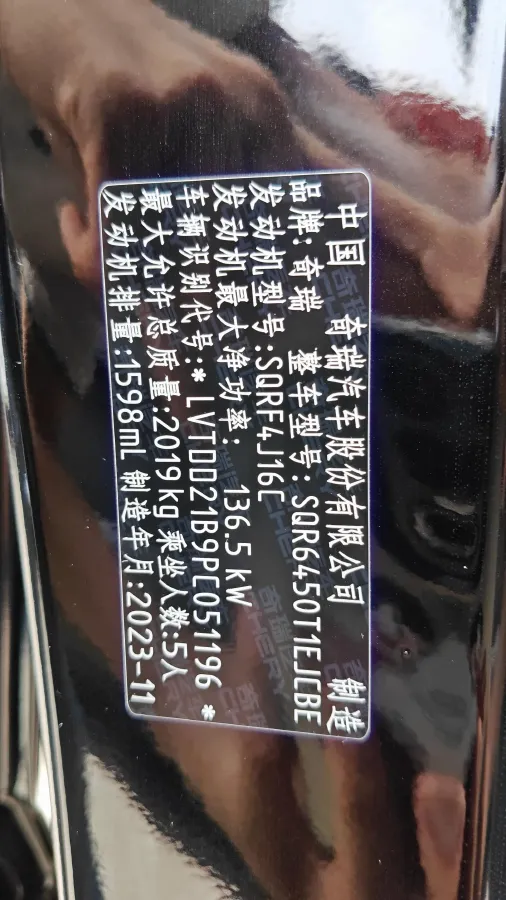 中国 奇瑞汽车股份有限公司 制造
品牌：奇瑞 整车型号：SQR6450T1EJCBE
发动机型号：SQRF4J16C
发动机最大净功率： 136.5 kW
车辆识别代号：* LVTDD21B9PC051196 *
最大允许总质量：2019kg 乘坐人数：5人
发动机排量：1598mL 制造年月：2023-11